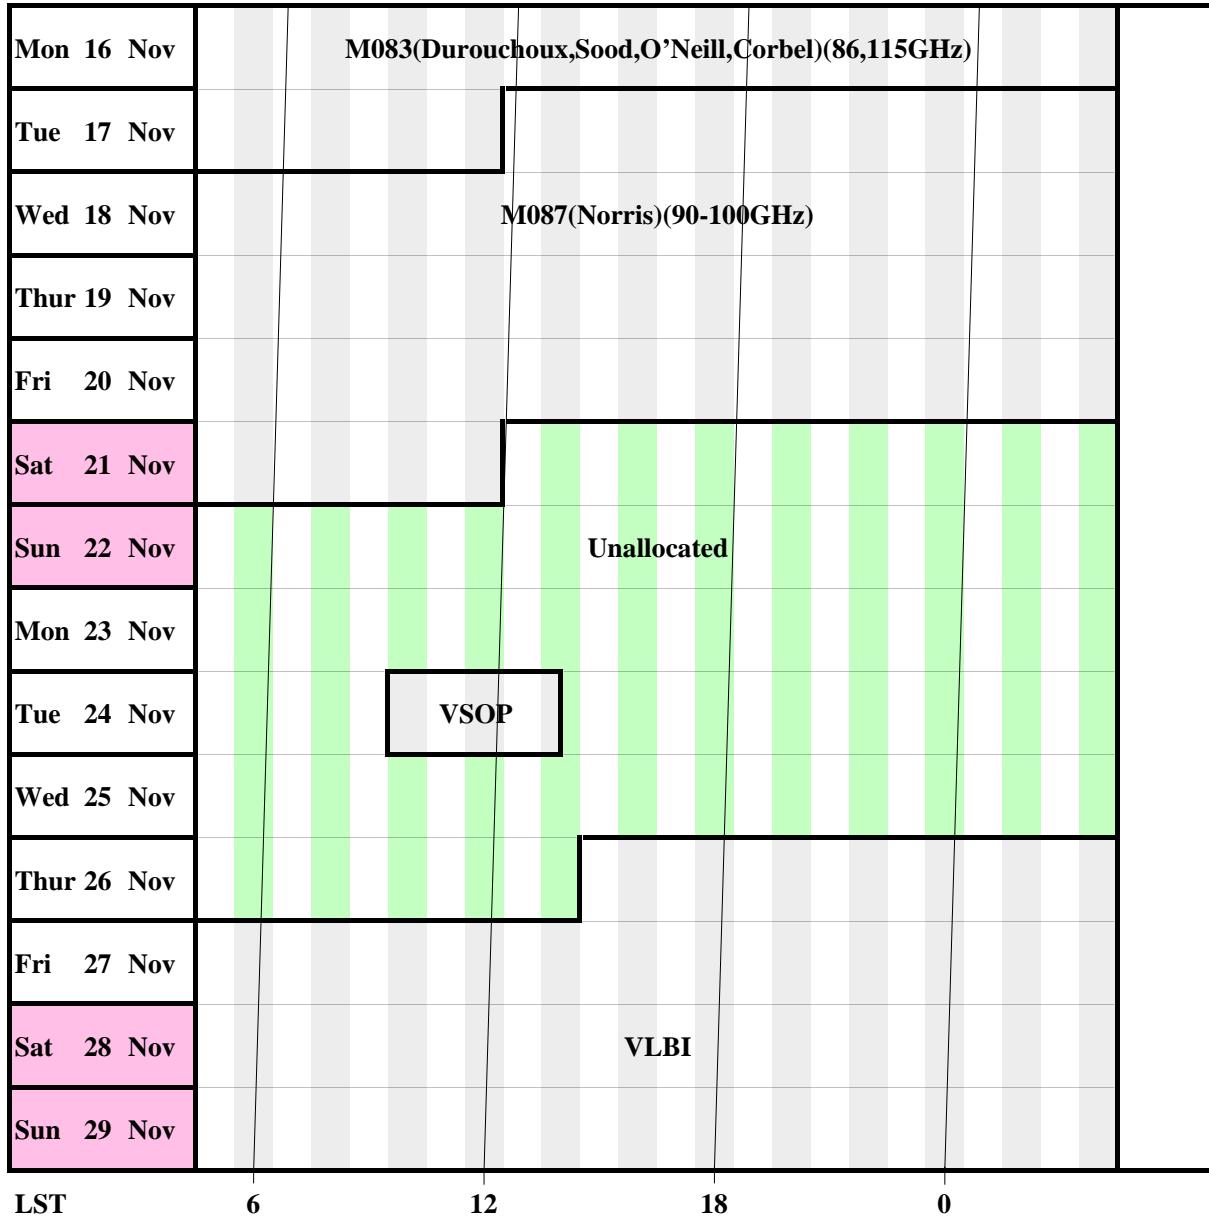 Mon 16 Nov M083(Durouchoux,Sood,O’Neill,Corbel)(86,115GHz)
Tue 17 Nov
Wed 18 Nov M087(Norris)(90-100GHz)
Thur 19 Nov
Fri 20 Nov
Sat 21 Nov
Sun 22 Nov Unallocated
Mon 23 Nov
Tue 24 Nov VSOP
Wed 25 Nov
Thur 26 Nov
Fri 27 Nov
Sat 28 Nov VLBI
Sun 29 Nov
LST 6 12 18 0